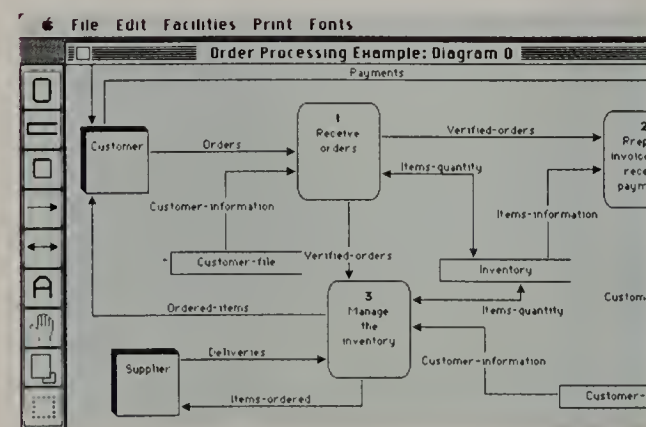 File Edit Facilities Print Fonts
Order Processing Example: Diagram 0
Payments
1
Receive
orders
2
Customer
Orders
Verified-orders
Items-quantity
Customer-information
Items-information
Customer-file
Verified-orders
Inventory
A
3
Manage
the
inventory
Ordered-items
Items-quantity
Deliveries
Customer-information
Supplier
Items-ordered